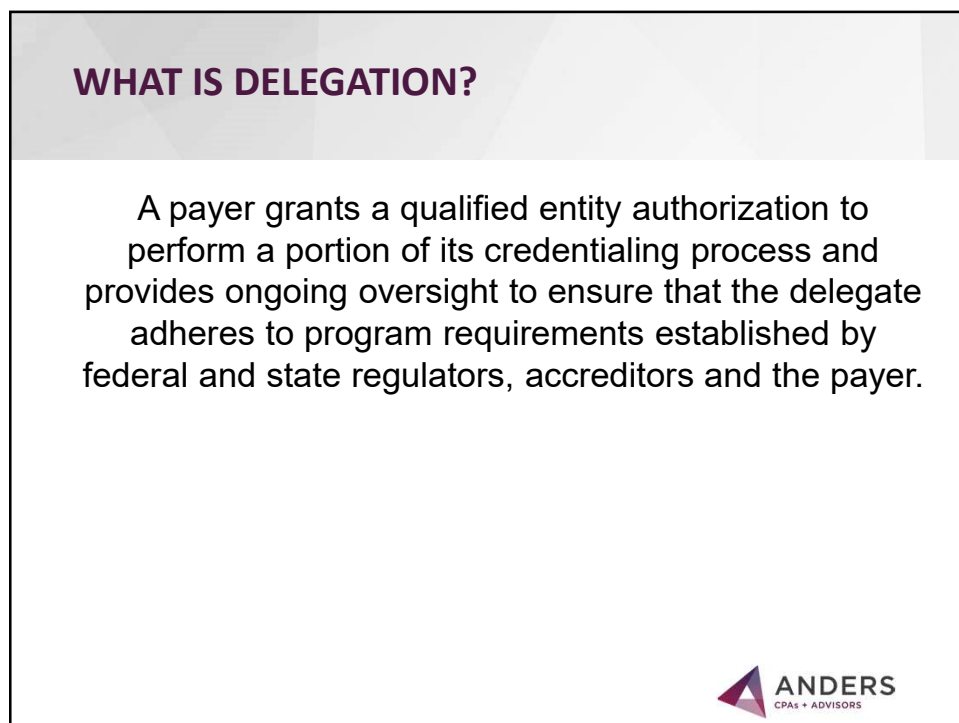 WHAT IS DELEGATION?
A payer grants a qualified entity authorization to
perform a portion of its credentialing process and
provides ongoing oversight to ensure that the delegate
adheres to program requirements established by
federal and state regulators, accreditors and the payer.
ANDERS
CPAs + ADVISORS